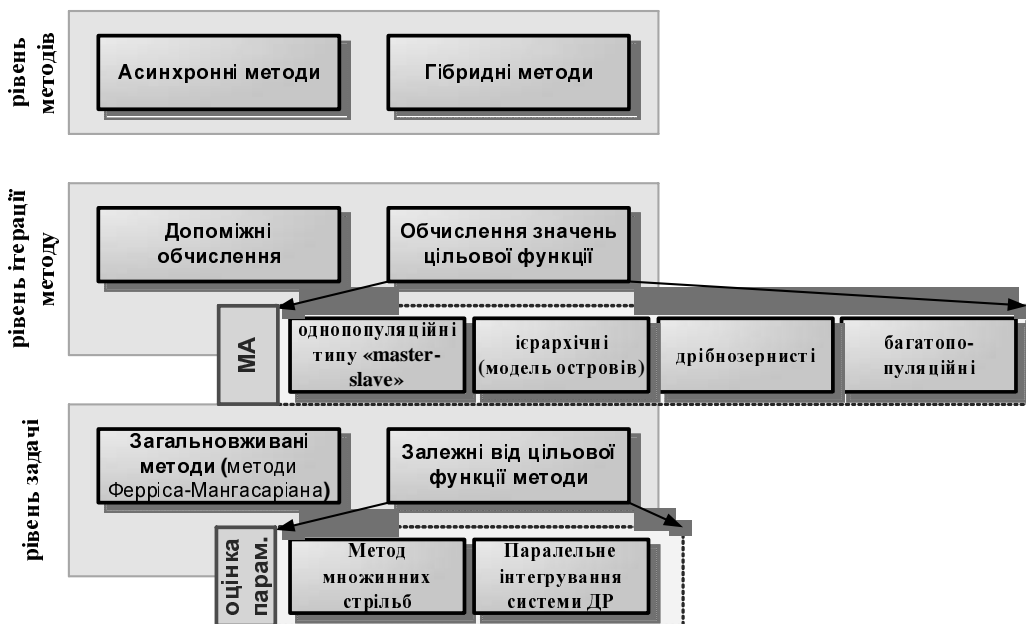 рівень
методів
Асинхронні методи
Гібридні методи
рівень ітерації
методу
Допоміжні
обчислення
Обчислення значень
цільової функції
МА
однопопуляційні
типу «master-
slave»
ієрархічні
(модель островів)
дрібнозернисті
багатопо-
пуляційні
рівень задачі
Загальновживані
методи (методи
Ферріса-Мангасаріана)
Залежні від цільової
функції методи
оцінка
парам.
Метод
множинних
стрільб
Паралельне
інтегрування
системи ДР